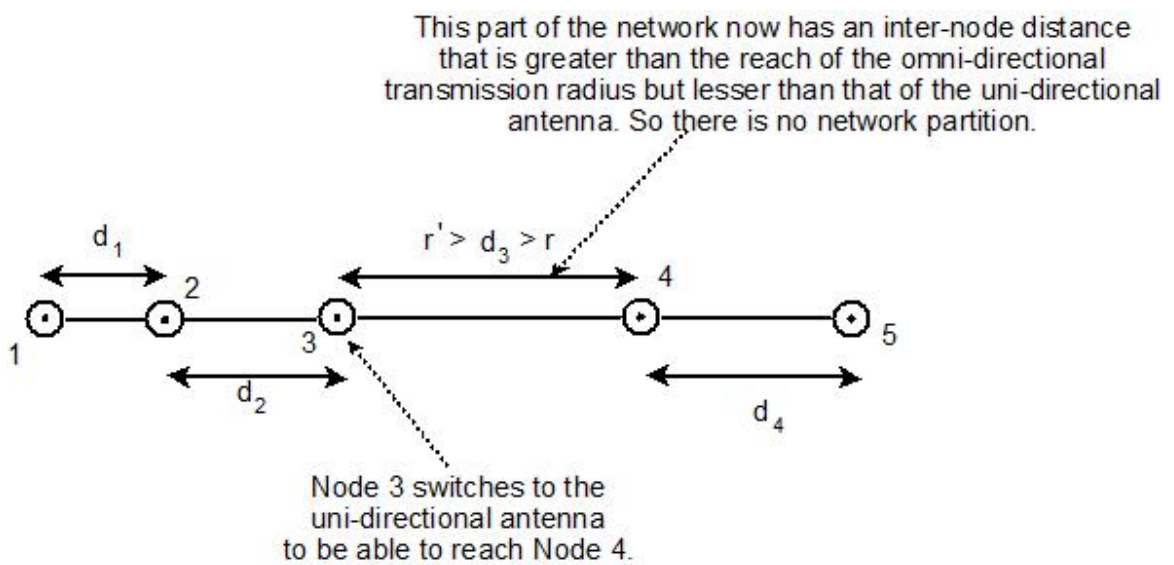 This part of the network now has an inter-node distance
that is greater than the reach of the omni-directional
transmission radius but lesser than that of the uni-directional
antenna. So there is no network partition.
d1
r' > d3 > r
2
4
1
3
5
d2
d4
Node 3 switches to the
uni-directional antenna
to be able to reach Node 4.